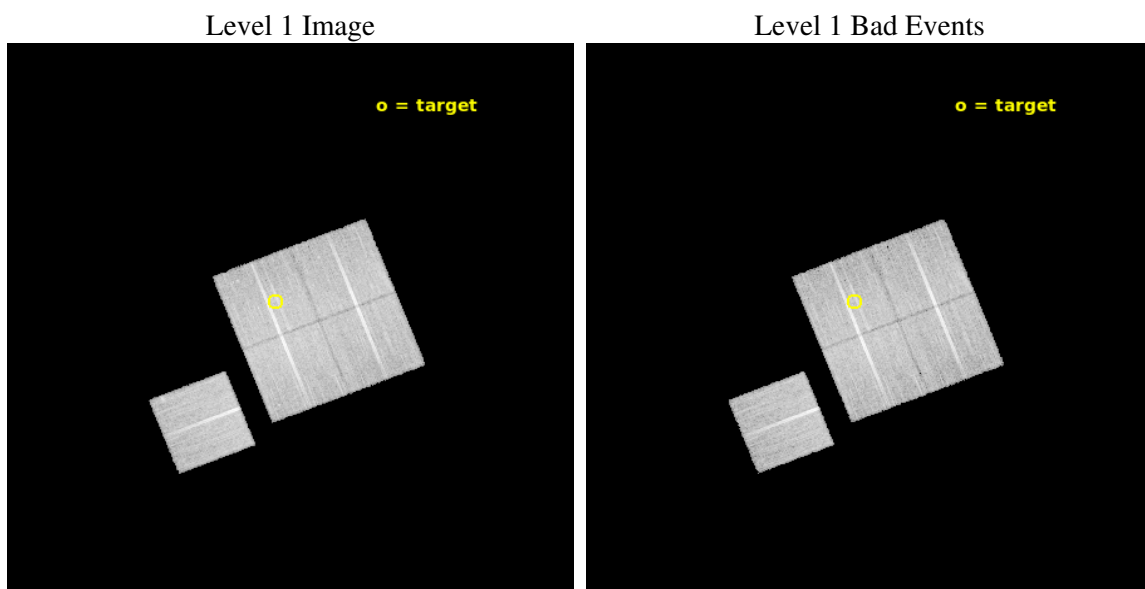 Level 1 Image
Level 1 Bad Events
o = target
o = target